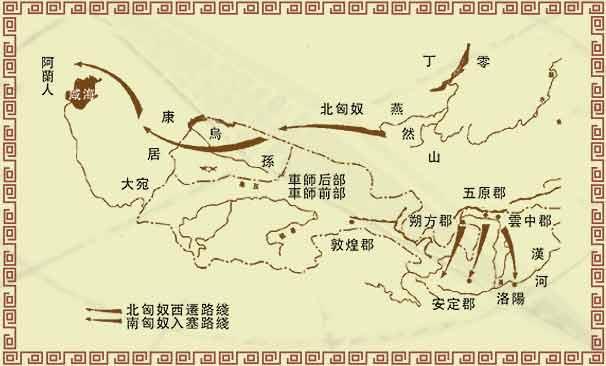 阿蘭人
咸海
康居
烏孫
大宛
北匈奴
丁零
燕然山
車師后部
車師前部
敦煌郡
朔方郡
五原郡
雲中郡
漢
河
安定郡
洛陽
北匈奴西遷路綫
南匈奴入塞路綫